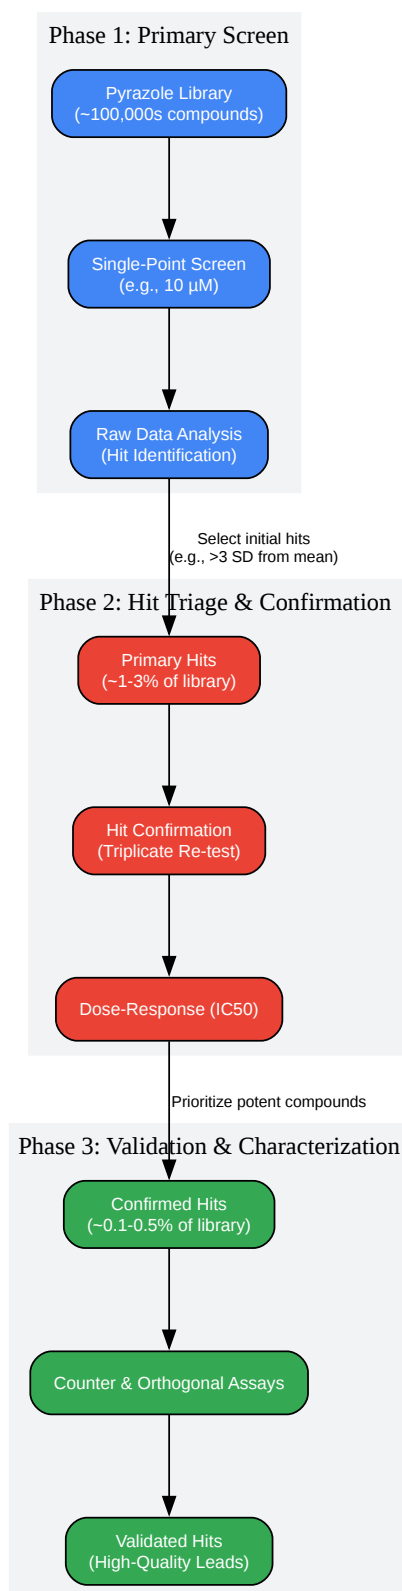 Phase 1: Primary Screen
Pyrazole Library
(~100,000s compounds)
Single-Point Screen
(e.g., 10 µM)
Raw Data Analysis
(Hit Identification)
Select initial hits
(e.g., >3 SD from mean)
Phase 2: Hit Triage & Confirmation
Primary Hits
(~1-3% of library)
Hit Confirmation
(Triplicate Re-test)
Dose-Response (IC50)
Prioritize potent compounds
Phase 3: Validation & Characterization
Confirmed Hits
(~0.1-0.5% of library)
Counter & Orthogonal Assays
Validated Hits
(High-Quality Leads)